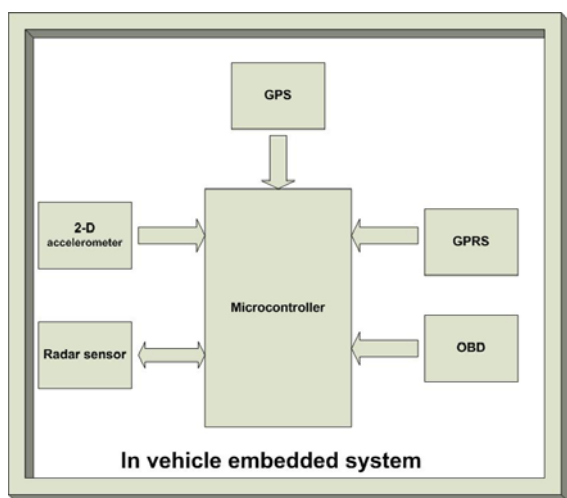 GPS
2-D
accelerometer
GPRS
Microcontroller
Radar sensor
OBD
In vehicle embedded system